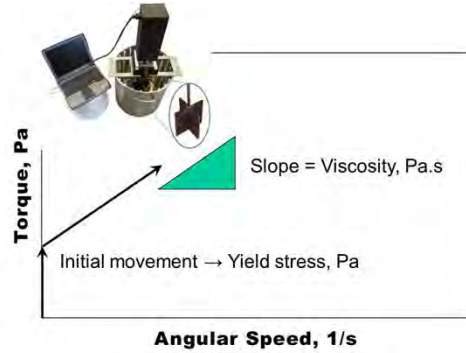 Torque, Pa
Slope = Viscosity, Pa.s
Initial movement → Yield stress, Pa
Angular Speed, 1/s